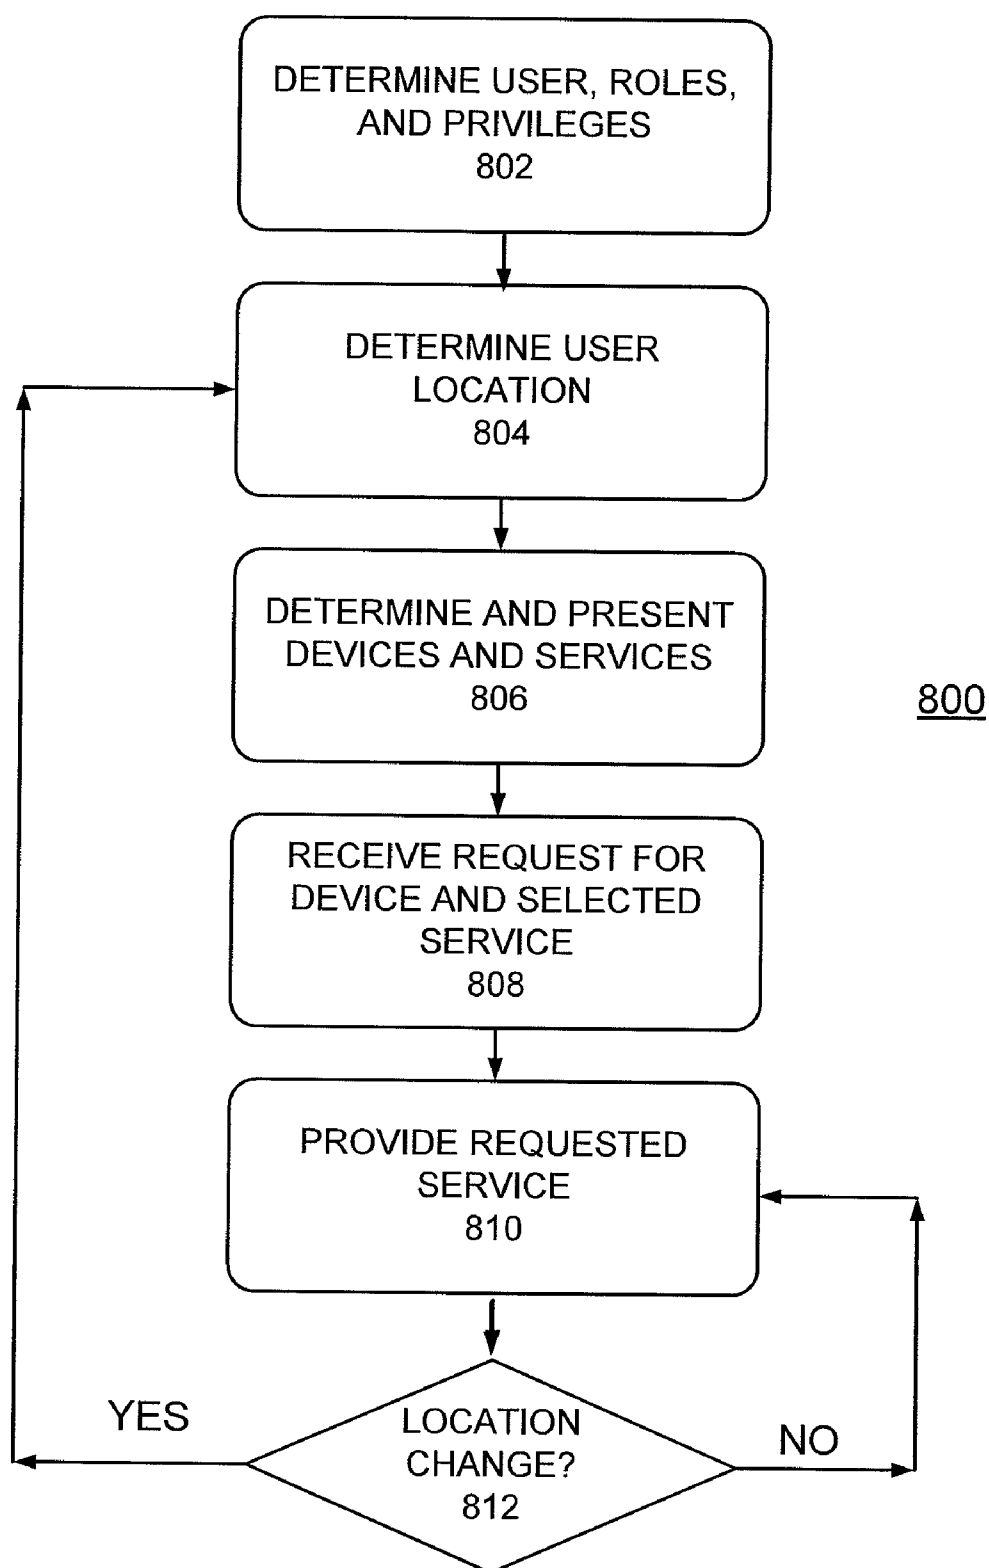 DETERMINE USER, ROLES,
AND PRIVILEGES
802
DETERMINE USER
LOCATION
804
DETERMINE AND PRESENT
DEVICES AND SERVICES
806
800
RECEIVE REQUEST FOR
DEVICE AND SELECTED
SERVICE
808
PROVIDE REQUESTED
SERVICE
810
YES
LOCATION
CHANGE?
812
NO